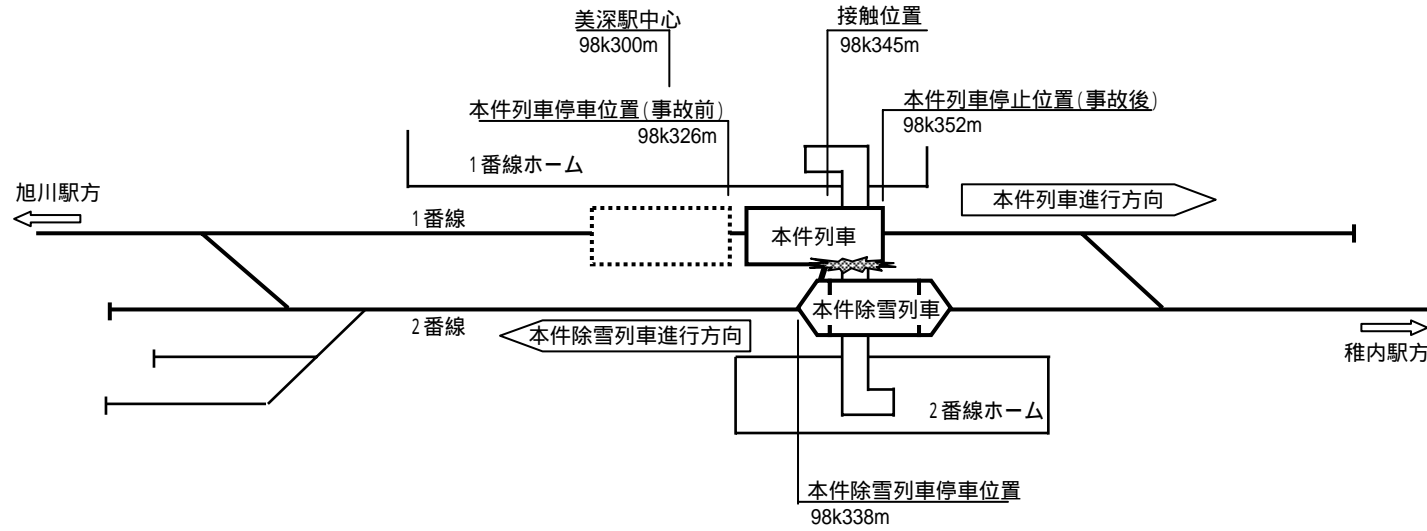 美深駅中心
98k300m
接触位置
98k345m
本件列車停車位置(事故前)
98k326m
本件列車停止位置(事故後)
98k352m
1番線ホーム
旭川駅方
本件列車進行方向
1番線
本件列車
本件除雪列車
2番線
本件除雪列車進行方向
稚内駅方
2番線ホーム
本件除雪列車停車位置
98k338m